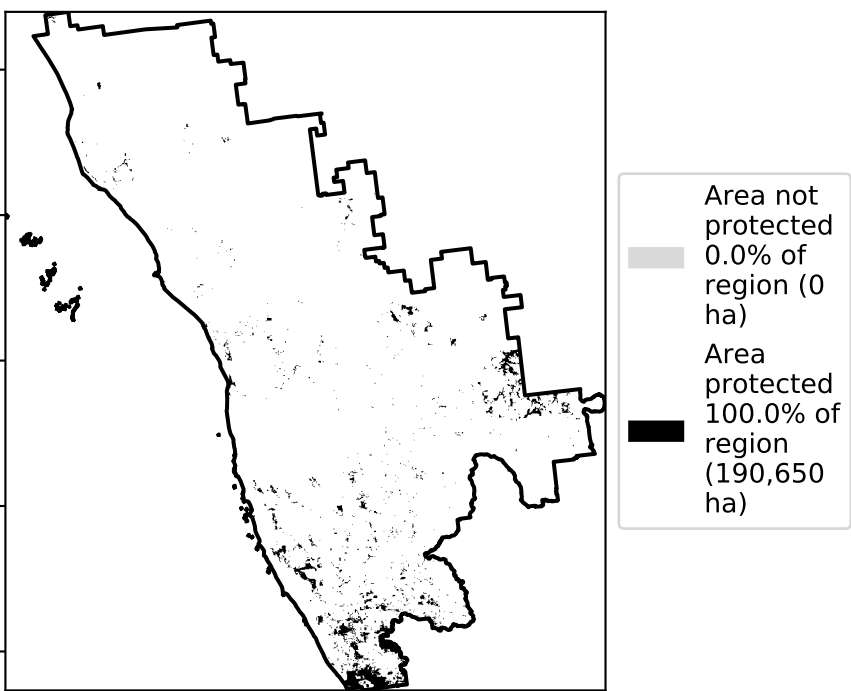 Area not
protected
0.0% of
region (0
ha)
Area
protected
100.0% of
region
(190,650
ha)